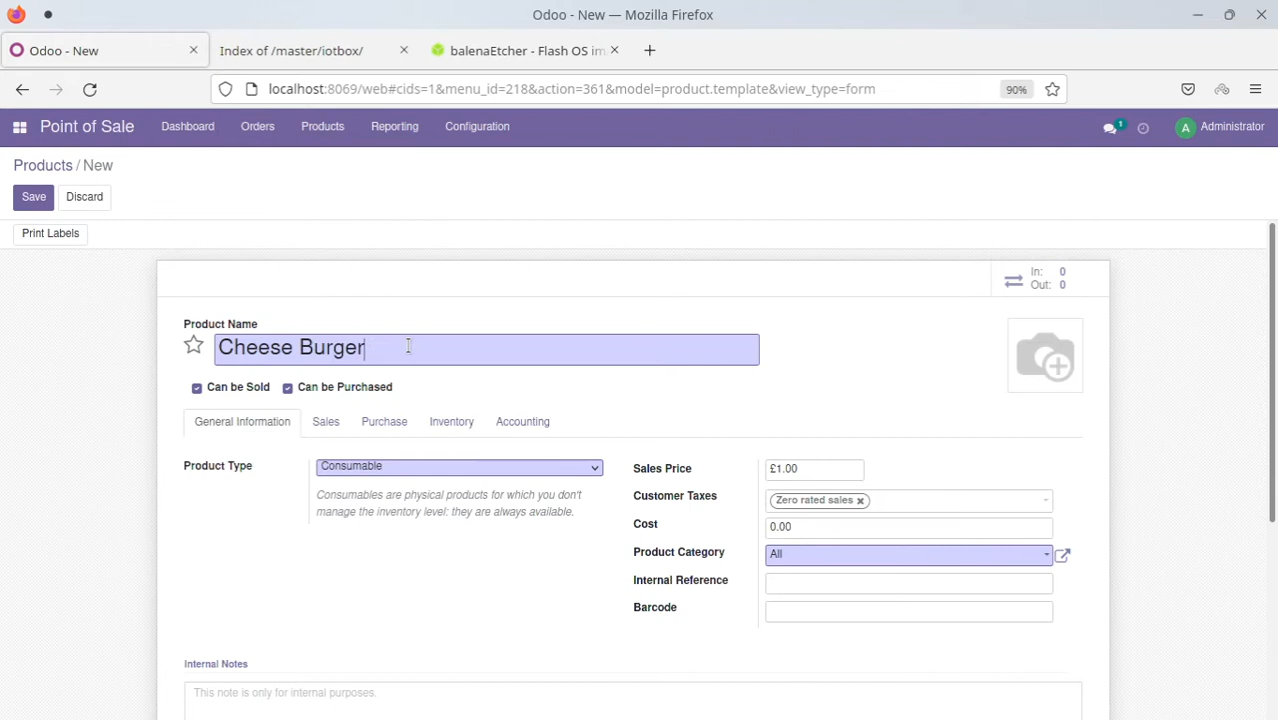 Odoo - New — Mozilla Firefox
Odoo - New
Index of /master/iotbox/
balenaEtcher - Flash OS im
localhost:8069/web#cids=1&menu_id=218&action=361&model=product.template&view_type=form
90%
Point of Sale
Dashboard
Orders
Products
Reporting
Configuration
1
A
Administrator
Products / New
Save
Discard
Print Labels
In: 0
Out: 0
Product Name
Cheese Burger
Can be Sold
Can be Purchased
General Information
Sales
Purchase
Inventory
Accounting
Product Type
Consumable
Consumables are physical products for which you don't
manage the inventory level: they are always available.
Sales Price
£1.00
Customer Taxes
Zero rated sales
Cost
0.00
Product Category
All
Internal Reference
Barcode
Internal Notes
This note is only for internal purposes.